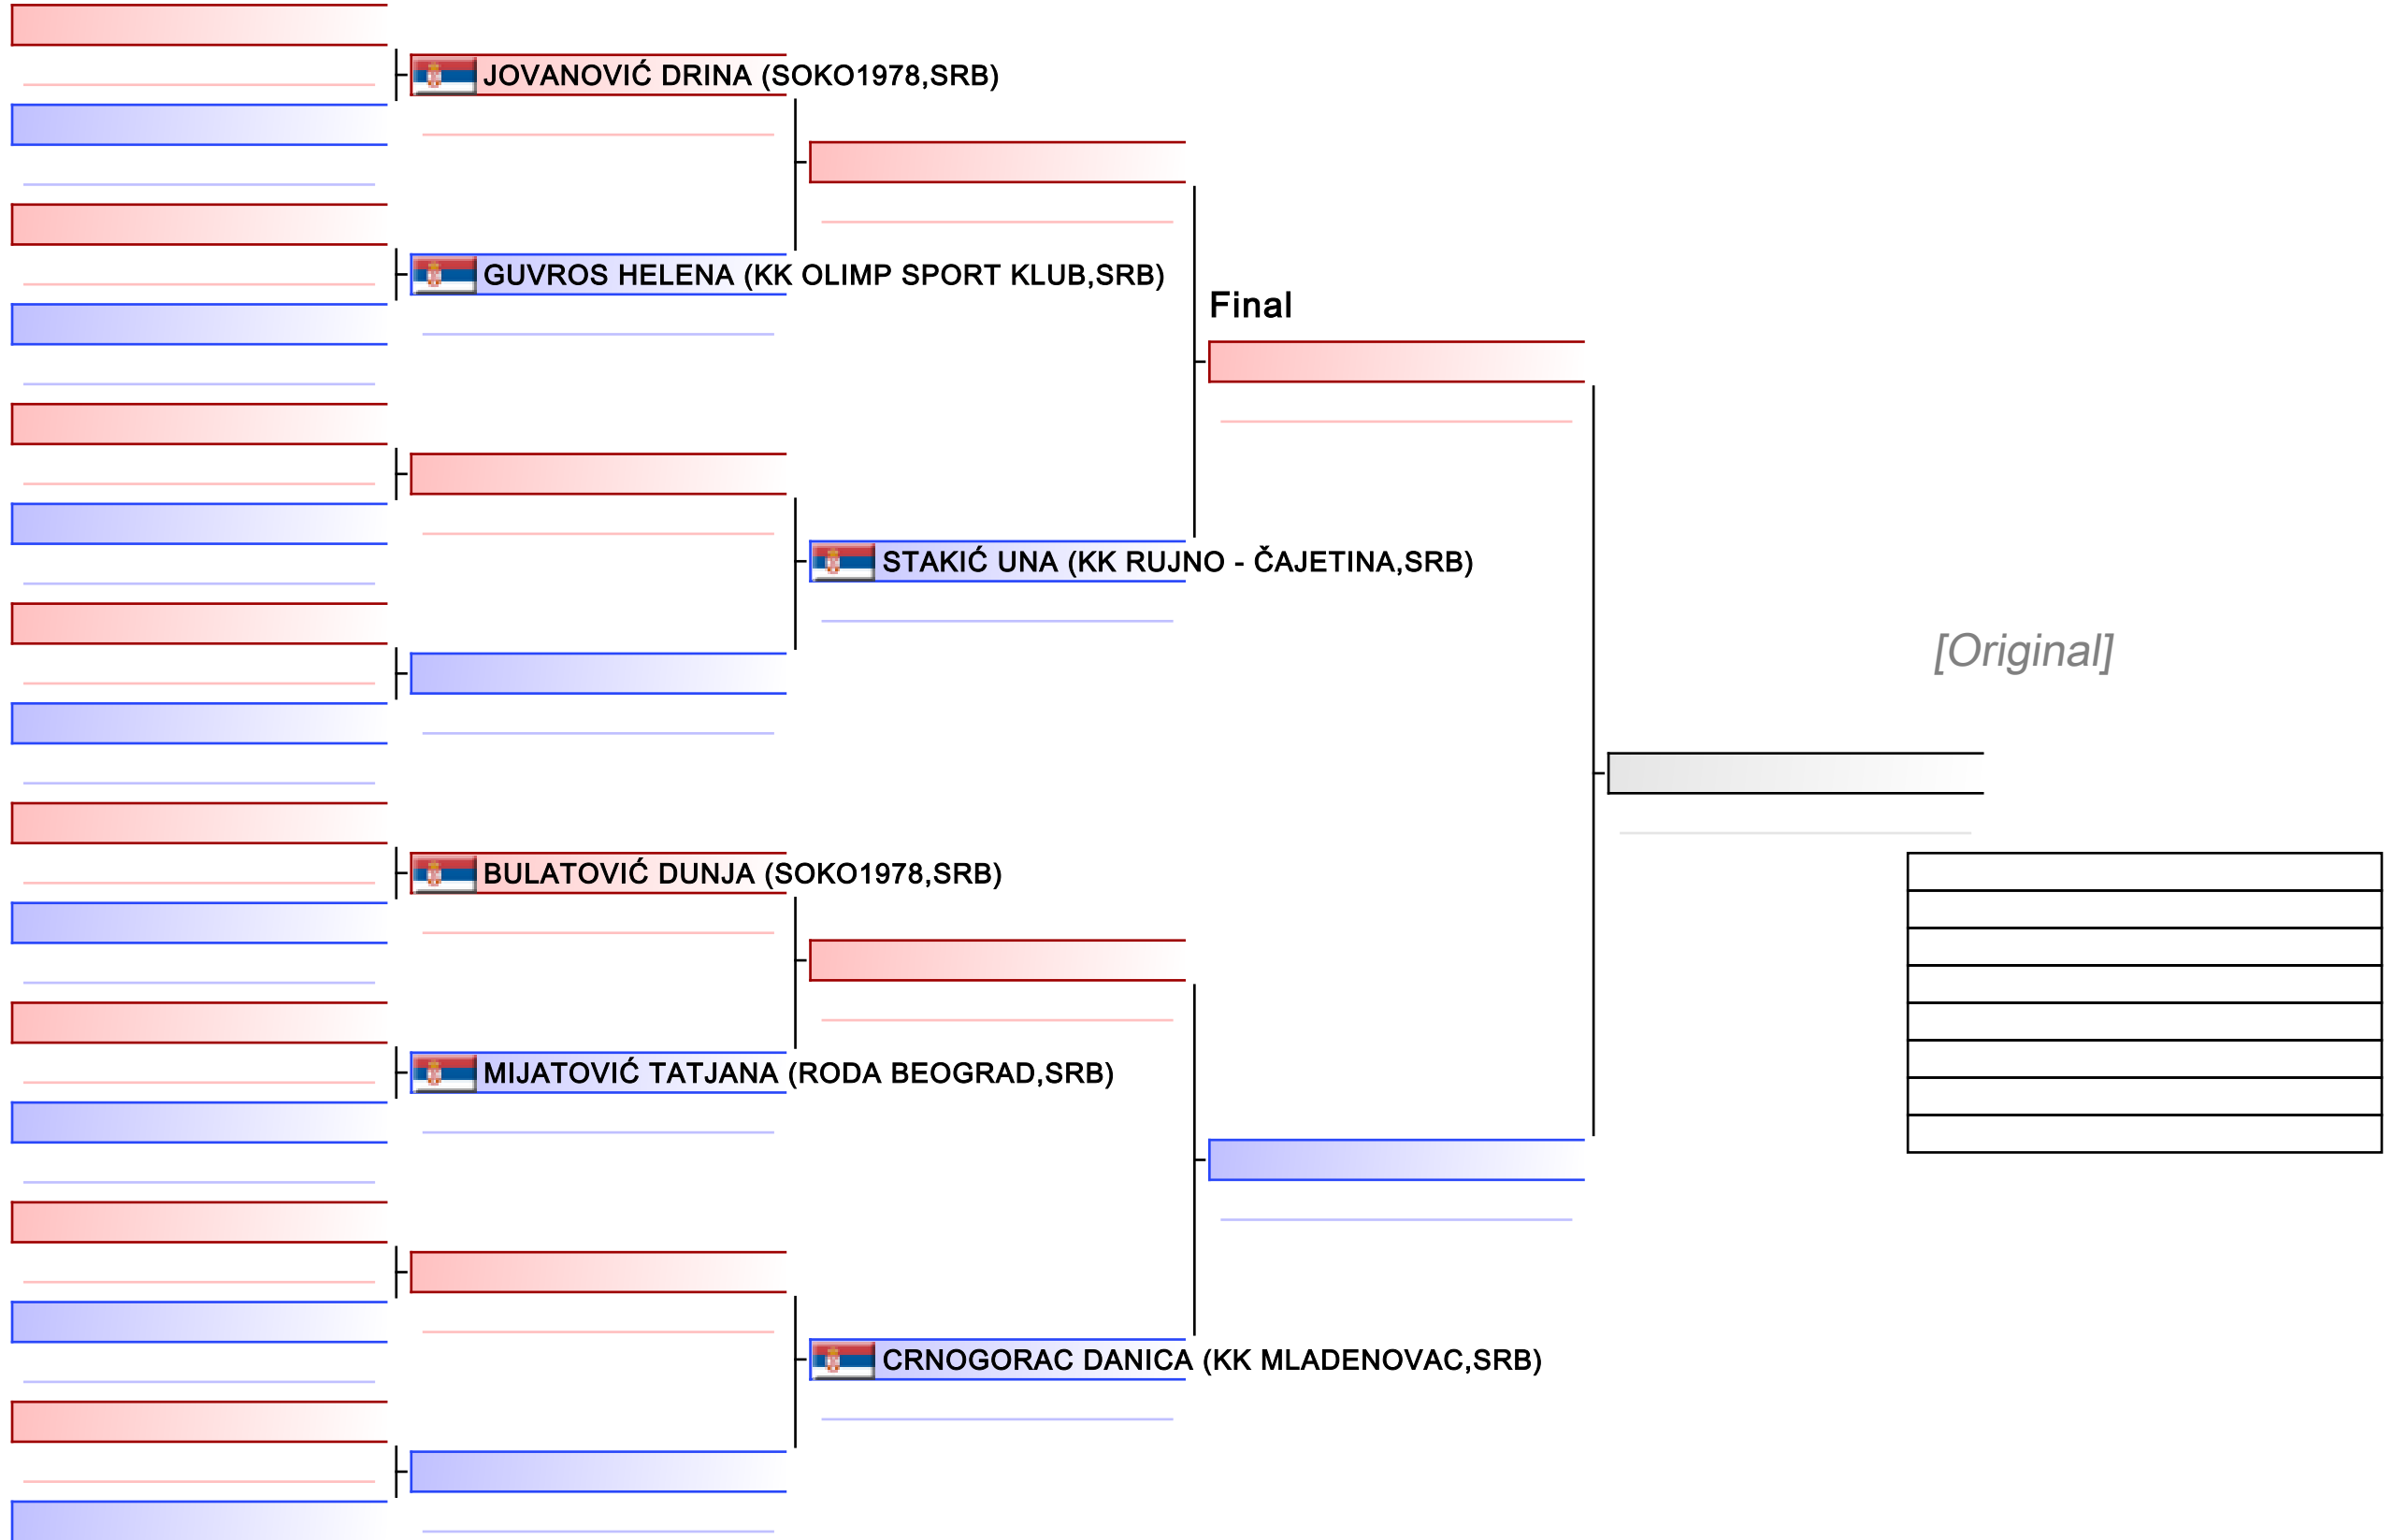 JOVANOVIĆ DRINA (SOKO1978,SRB)
GUVROS HELENA (KK OLIMP SPORT KLUB,SRB)
Final
STAKIĆ UNA (KK RUJNO - ČAJETINA,SRB)
[Original]
BULATOVIĆ DUNJA (SOKO1978,SRB)
MIJATOVIĆ TATJANA (RODA BEOGRAD,SRB)
CRNOGORAC DANICA (KK MLADENOVAC,SRB)